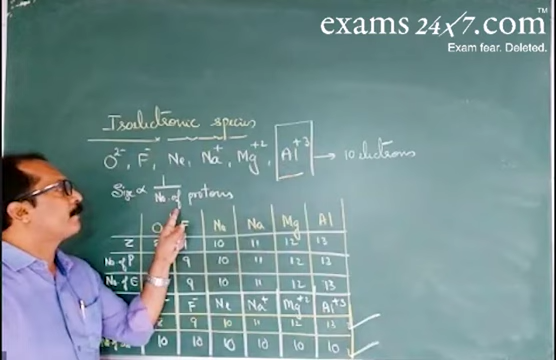 exams24x7.com
Exam fear. Deleted.
Isoelectronic species
O²⁻, F⁻, Ne, Na⁺, Mg⁺², Al⁺³ → 10 electrons
Size ∝ 1/No. of protons
O F Ne Na Mg Al
Z 9 10 11 12 13
No. of P 9 10 11 12 13
No. of E 9 10 11 12 13
F⁻ Ne Na⁺ Mg⁺² Al⁺³
8 9 10 11 12 13
10 10 10 10 10 10